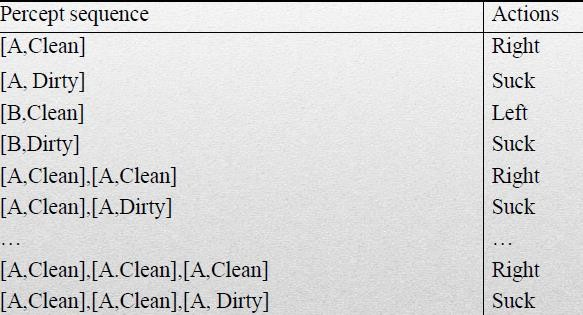 Percept sequence Actions
[A,Clean] Right
[A, Dirty] Suck
[B,Clean] Left
[B,Dirty] Suck
[A,Clean],[A,Clean] Right
[A,Clean],[A,Dirty] Suck
… …
[A,Clean],[A.Clean],[A,Clean] Right
[A,Clean],[A,Clean],[A, Dirty] Suck